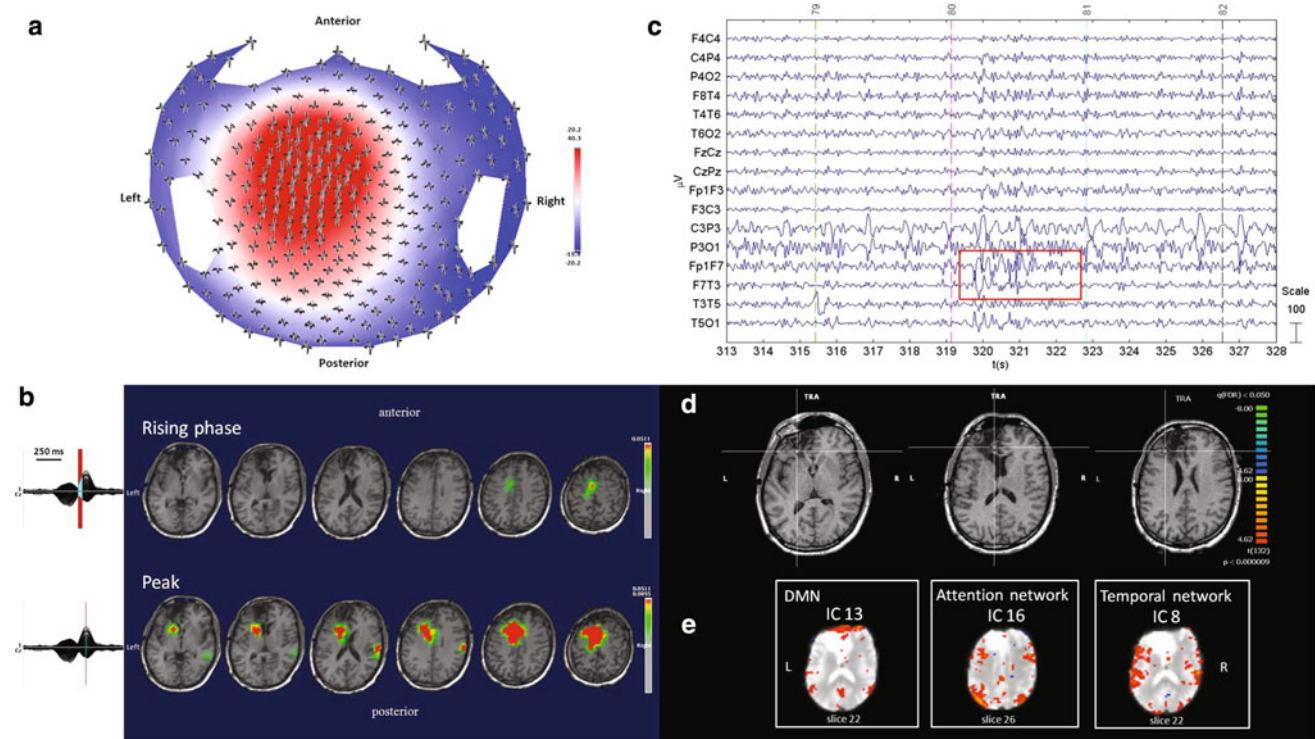 a
Anterior
Left
Right
Posterior
20.2
40.3
-20.2
c
79
80
81
82
F4C4
C4P4
P4O2
F8T4
T4T6
T6O2
FzCz
CzPz
Fp1F3
F3C3
C3P3
P3O1
Fp1F7
F7T3
T3T5
T5O1
µV
Scale
100
313 314 315 316 317 318 319 320 321 322 323 324 325 326 327 328
t(s)
b
250 ms
Rising phase
anterior
Left
Right
0.0511
Peak
Left
Right
0.0511
posterior
d
TRA
TRA
TRA
L
R
L
R
L
q(FDR) < 0.050
-8.00
4.62
t(132)
p < 0.000009
e
DMN
IC 13
L
slice 22
Attention network
IC 16
slice 26
Temporal network
IC 8
R
slice 22